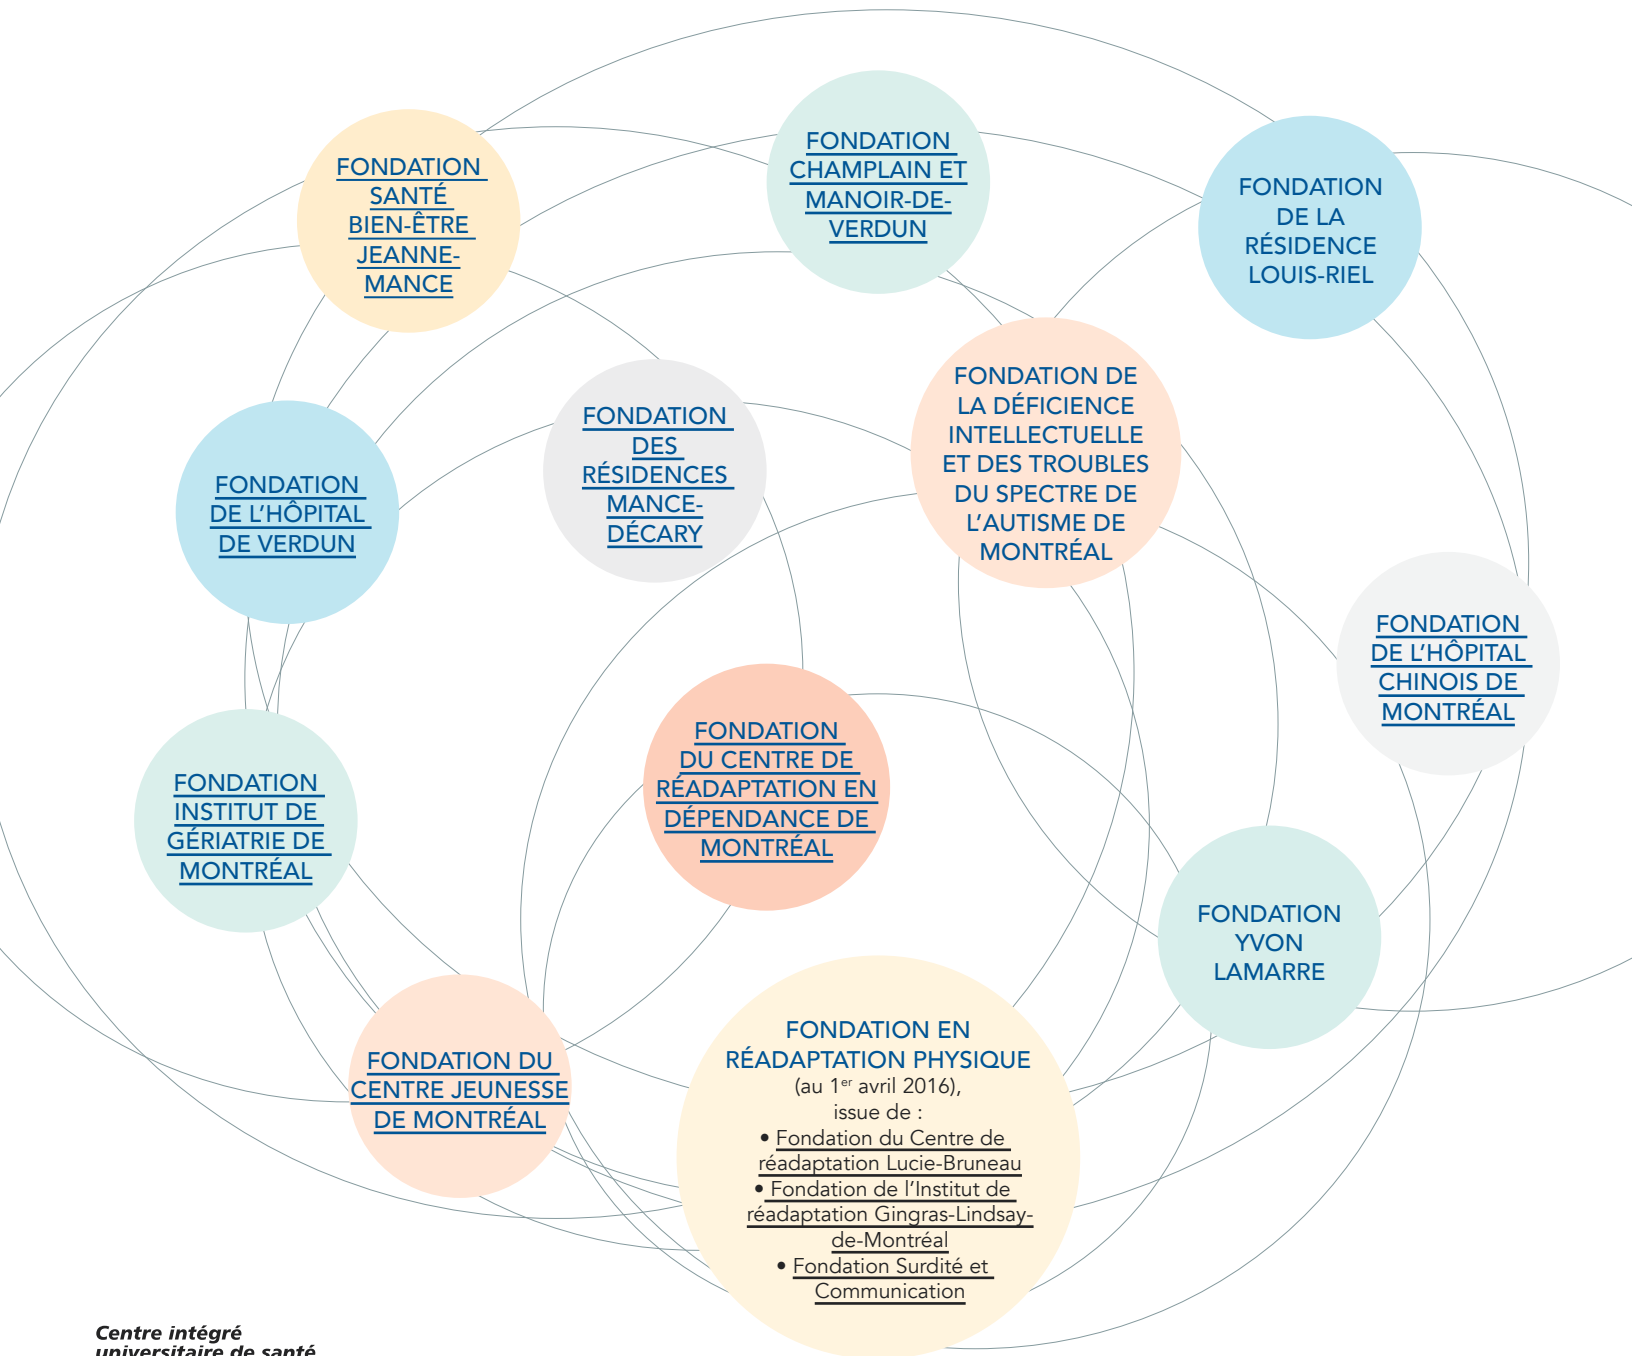 FONDATION
SANTÉ
BIEN-ÊTRE
JEANNE-
MANCE
FONDATION
CHAMPLAIN ET
MANOIR-DE-
VERDUN
FONDATION
DE LA
RÉSIDENCE
LOUIS-RIEL
FONDATION
DE L’HÔPITAL
DE VERDUN
FONDATION
DES
RÉSIDENCES
MANCE-
DÉCARY
FONDATION DE
LA DÉFICIENCE
INTELLECTUELLE
ET DES TROUBLES
DU SPECTRE DE
L’AUTISME DE
MONTRÉAL
FONDATION
DE L’HÔPITAL
CHINOIS DE
MONTRÉAL
FONDATION
INSTITUT DE
GÉRIATRIE DE
MONTRÉAL
FONDATION
DU CENTRE DE
RÉADAPTATION EN
DÉPENDANCE DE
MONTRÉAL
FONDATION
YVON
LAMARRE
FONDATION DU
CENTRE JEUNESSE
DE MONTRÉAL
FONDATION EN
RÉADAPTATION PHYSIQUE
(au 1er avril 2016),
issue de :
• Fondation du Centre de
réadaptation Lucie-Bruneau
• Fondation de l’Institut de
réadaptation Gingras-Lindsay-
de-Montréal
• Fondation Surdité et
Communication
Centre intégré
universitaire de santé